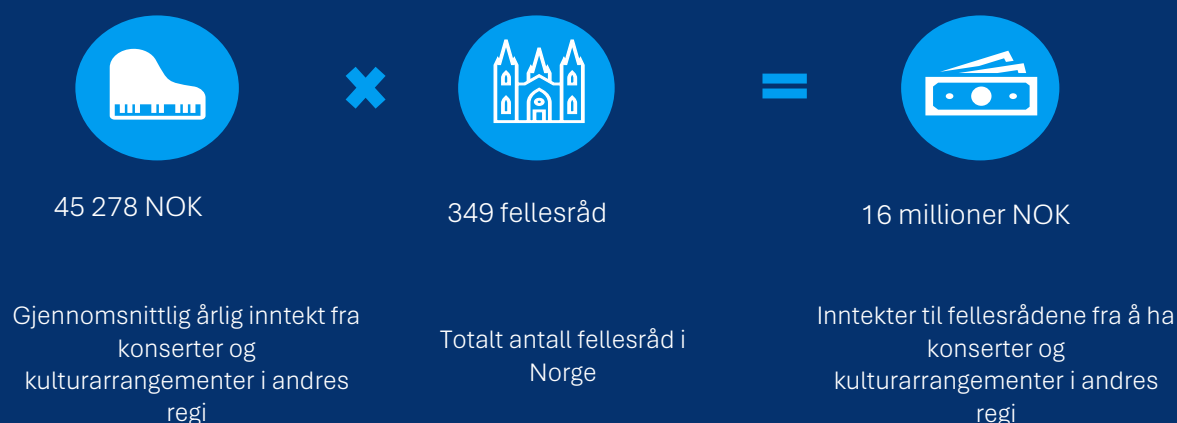 45 278 NOK
349 fellesråd
16 millioner NOK
Gjennomsnittlig årlig inntekt fra
konserter og
kulturarrangementer i andres
regi
Totalt antall fellesråd i
Norge
Inntekter til fellesrådene fra å ha
konserter og
kulturarrangementer i andres
regi